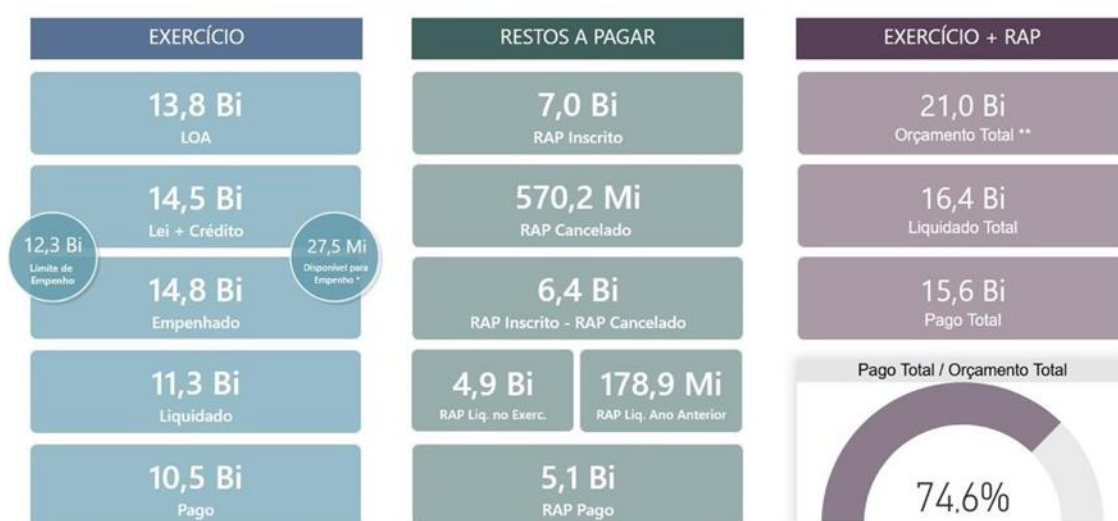 EXERCÍCIO
13,8 Bi
LOA
14,5 Bi
Lei + Crédito
12,3 Bi
Limite de
Empenho
27,5 Mi
Disponível para
Empenho *
14,8 Bi
Empenhado
11,3 Bi
Liquidado
10,5 Bi
Pago
RESTOS A PAGAR
7,0 Bi
RAP Inscrito
570,2 Mi
RAP Cancelado
6,4 Bi
RAP Inscrito - RAP Cancelado
4,9 Bi
RAP Liq. no Exerc.
178,9 Mi
RAP Liq. Ano Anterior
5,1 Bi
RAP Pago
EXERCÍCIO + RAP
21,0 Bi
Orçamento Total **
16,4 Bi
Liquidado Total
15,6 Bi
Pago Total
Pago Total / Orçamento Total
74,6%